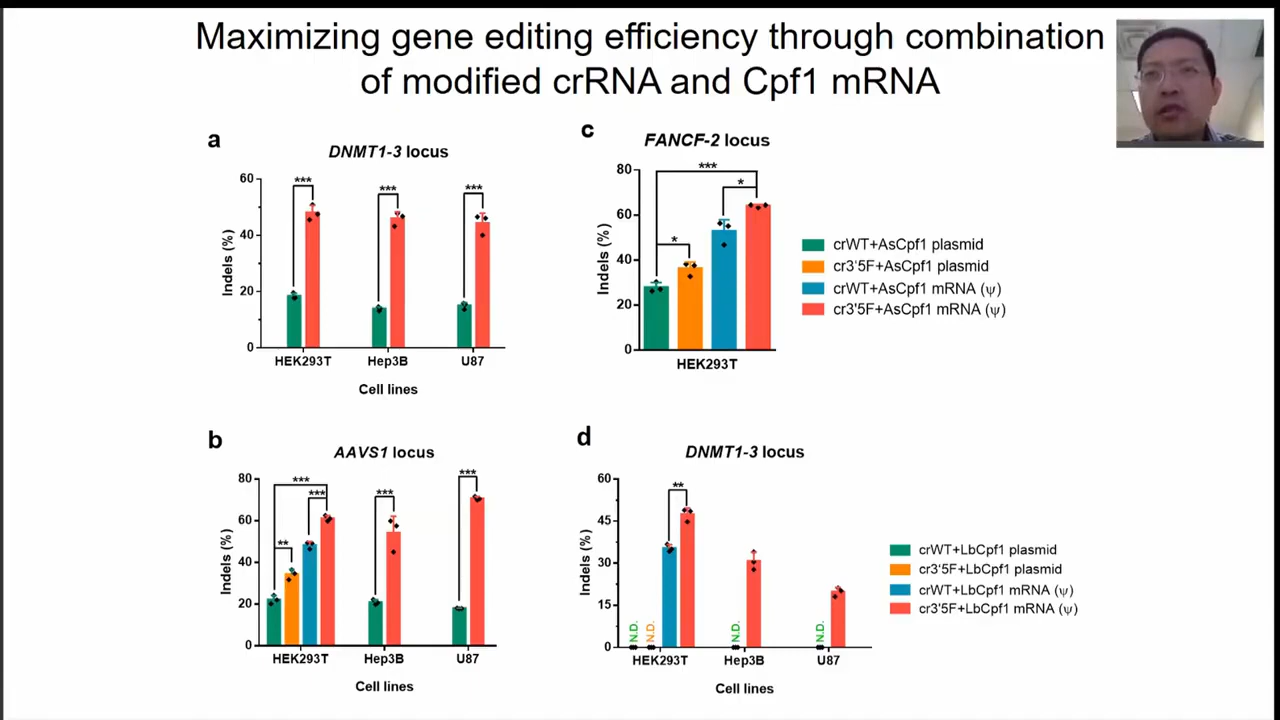 Maximizing gene editing efficiency through combination
of modified crRNA and Cpf1 mRNA
a
DNMT1-3 locus
***
***
***
60
40
20
0
Indels (%)
HEK293T
Hep3B
U87
Cell lines
c
FANCF-2 locus
***
*
*
80
60
40
20
0
Indels (%)
HEK293T
crWT+AsCpf1 plasmid
cr3'5F+AsCpf1 plasmid
crWT+AsCpf1 mRNA (ψ)
cr3'5F+AsCpf1 mRNA (ψ)
b
AAVS1 locus
***
***
**
***
***
80
60
40
20
0
Indels (%)
HEK293T
Hep3B
U87
Cell lines
d
DNMT1-3 locus
**
60
45
30
15
0
Indels (%)
N.D.
N.D.
N.D.
N.D.
HEK293T
Hep3B
U87
Cell lines
crWT+LbCpf1 plasmid
cr3'5F+LbCpf1 plasmid
crWT+LbCpf1 mRNA (ψ)
cr3'5F+LbCpf1 mRNA (ψ)